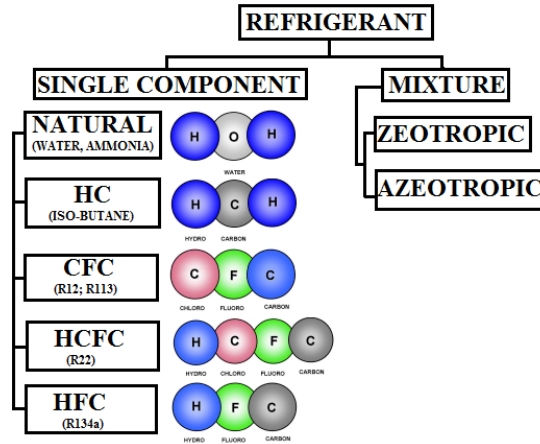 REFRIGERANT
SINGLE COMPONENT
MIXTURE
NATURAL
(WATER, AMMONIA)
H O H
WATER
ZEOTROPIC
AZEOTROPIC
HC
(ISO-BUTANE)
H C H
HYDRO CARBON
CFC
(R12; R113)
C F C
CHLORO FLUORO CARBON
HCFC
(R22)
H C F C
HYDRO CHLORO FLUORO CARBON
HFC
(R134a)
H F C
HYDRO FLUORO CARBON